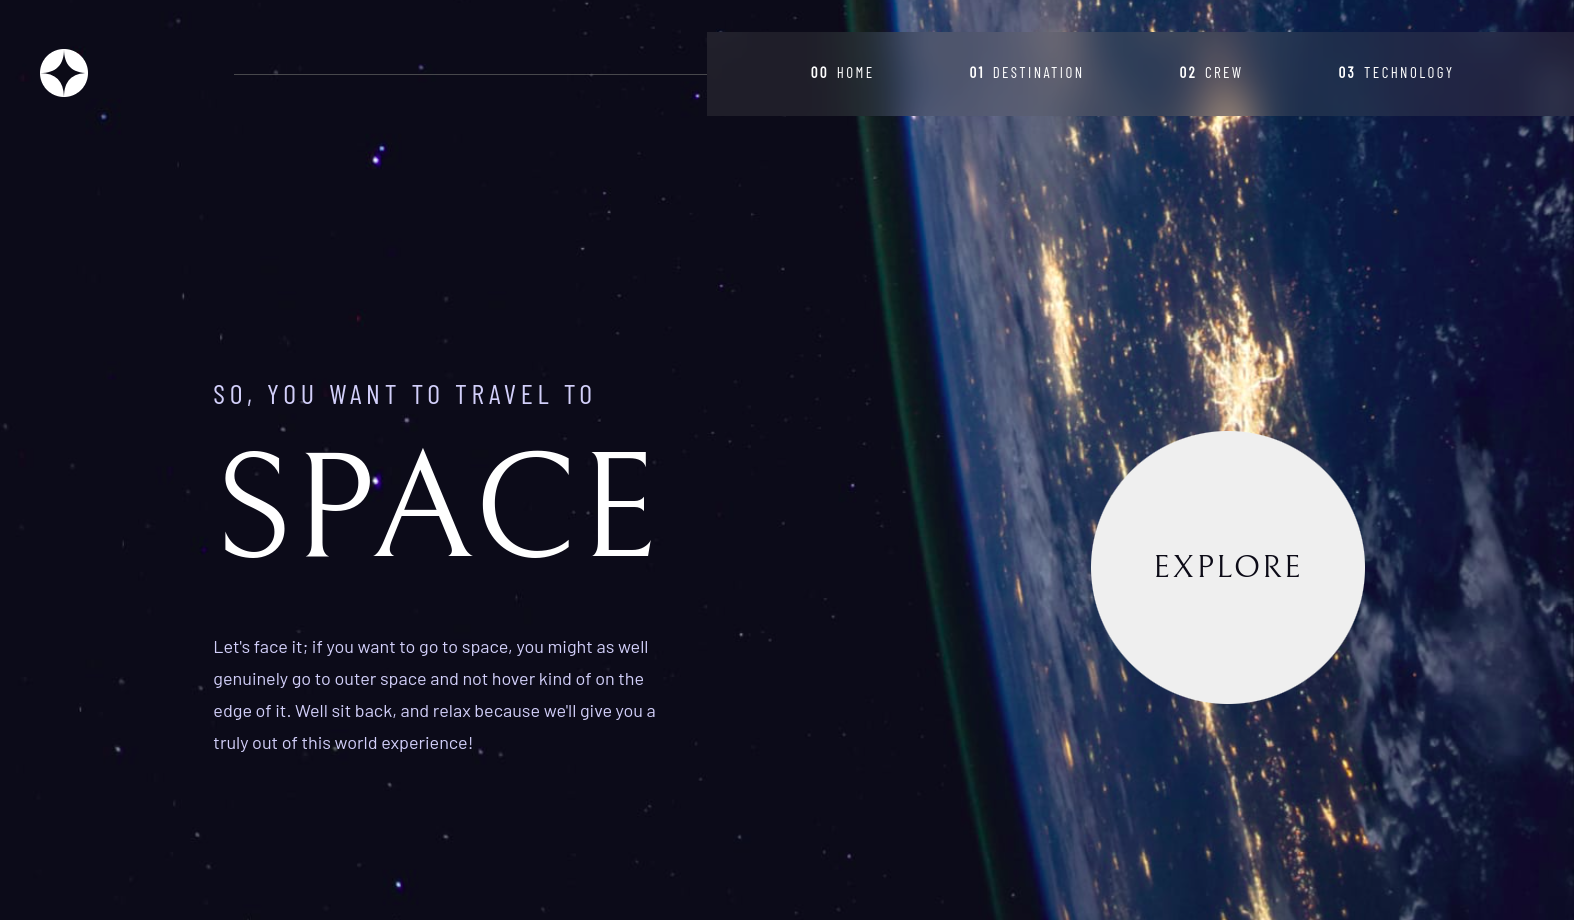 00 HOME
01 DESTINATION
02 CREW
03 TECHNOLOGY
SO, YOU WANT TO TRAVEL TO
SPACE
Let's face it; if you want to go to space, you might as well
genuinely go to outer space and not hover kind of on the
edge of it. Well sit back, and relax because we'll give you a
truly out of this world experience!
EXPLORE